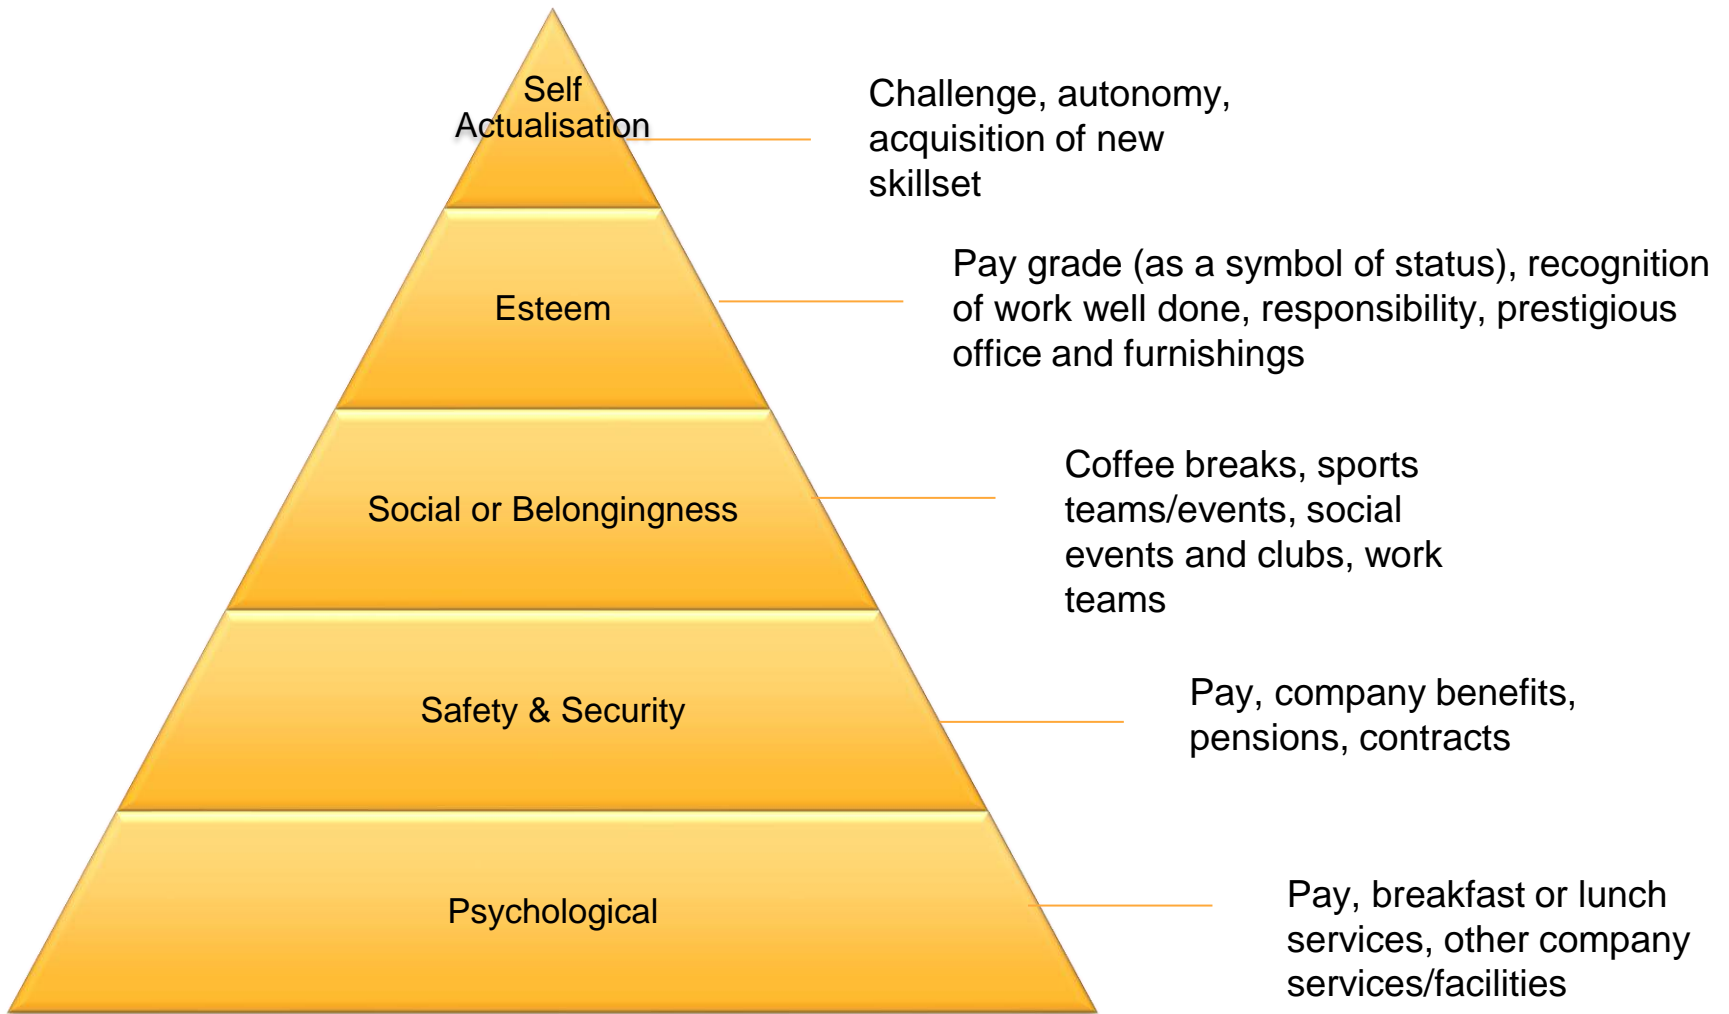 Self
Actualisation
Challenge, autonomy,
acquisition of new
skillset
Esteem
Pay grade (as a symbol of status), recognition
of work well done, responsibility, prestigious
office and furnishings
Social or Belongingness
Coffee breaks, sports
teams/events, social
events and clubs, work
teams
Safety & Security
Pay, company benefits,
pensions, contracts
Psychological
Pay, breakfast or lunch
services, other company
services/facilities